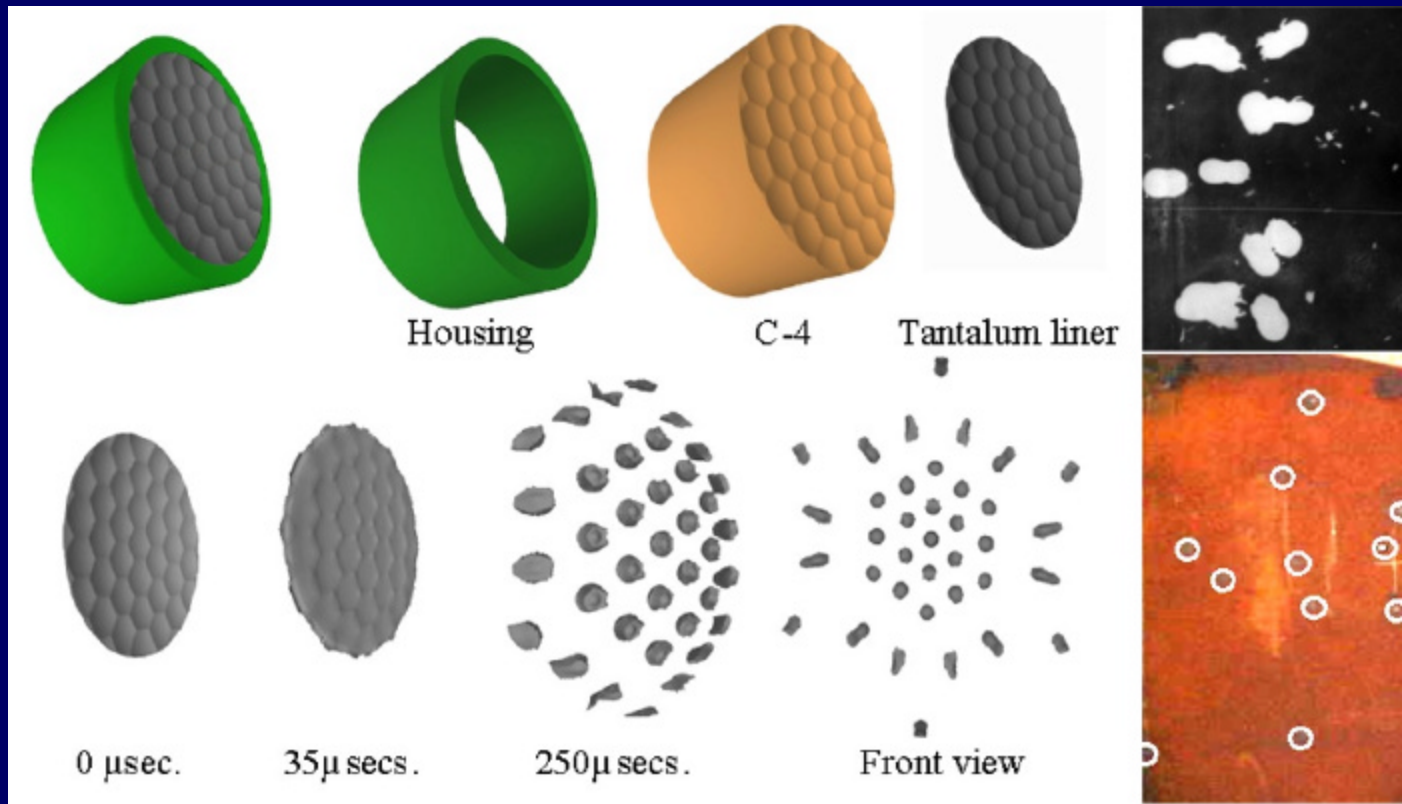 Housing
C-4
Tantalum liner
0 μsec.
35μ secs.
250μ secs.
Front view